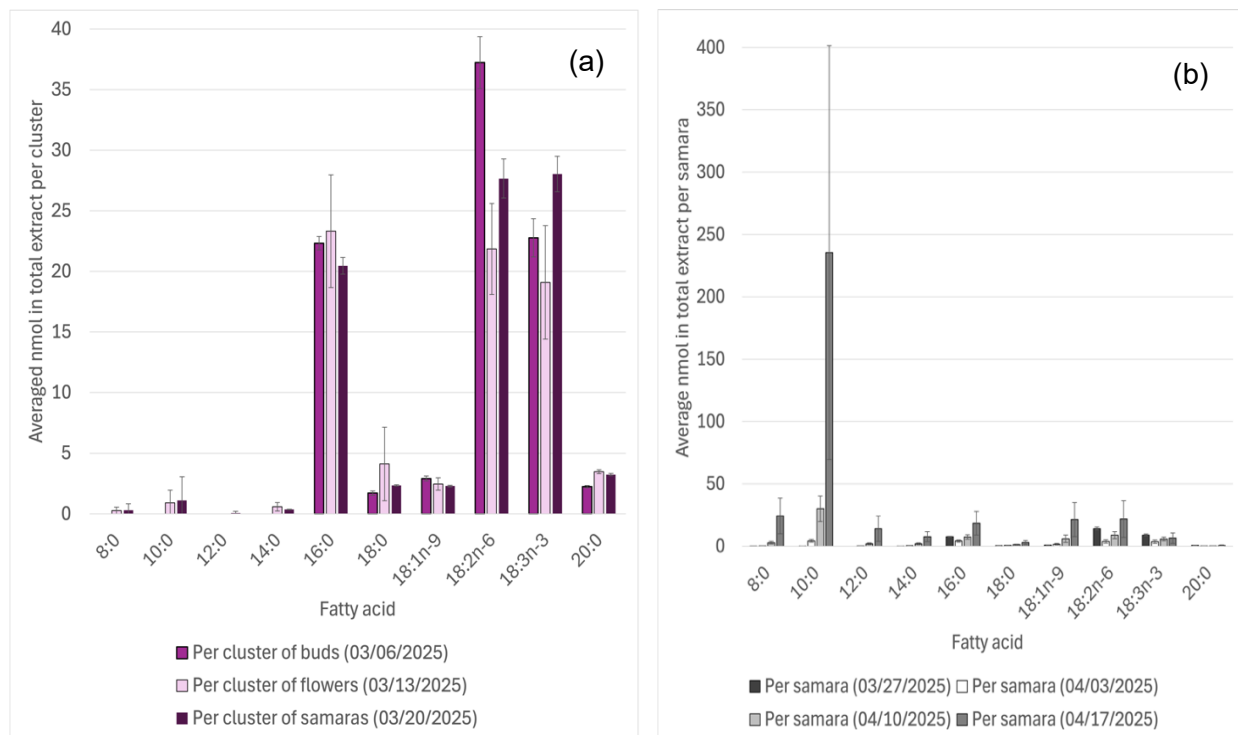 (a)
Averaged nmol in total extract per cluster
40
35
30
25
20
15
10
5
0
8:0
10:0
12:0
14:0
16:0
18:0
18:1n-9
18:2n-6
18:3n-3
20:0
Fatty acid
Per cluster of buds (03/06/2025)
Per cluster of flowers (03/13/2025)
Per cluster of samaras (03/20/2025)
(b)
Average nmol in total extract per samara
400
350
300
250
200
150
100
50
0
8:0
10:0
12:0
14:0
16:0
18:0
18:1n-9
18:2n-6
18:3n-3
20:0
Fatty acid
Per samara (03/27/2025) Per samara (04/03/2025)
Per samara (04/10/2025) Per samara (04/17/2025)